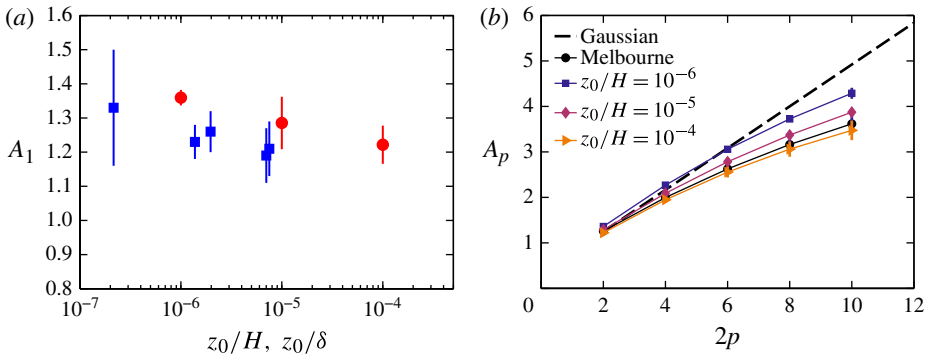 (a)
1.6
1.5
1.4
1.3
1.2
1.1
1.0
0.9
0.8
A₁
10⁻⁷ 10⁻⁶ 10⁻⁵ 10⁻⁴
z₀/H, z₀/δ
(b)
6
5
4
3
2
1
Aₚ
Gaussian
Melbourne
z₀/H = 10⁻⁶
z₀/H = 10⁻⁵
z₀/H = 10⁻⁴
0 2 4 6 8 10 12
2p